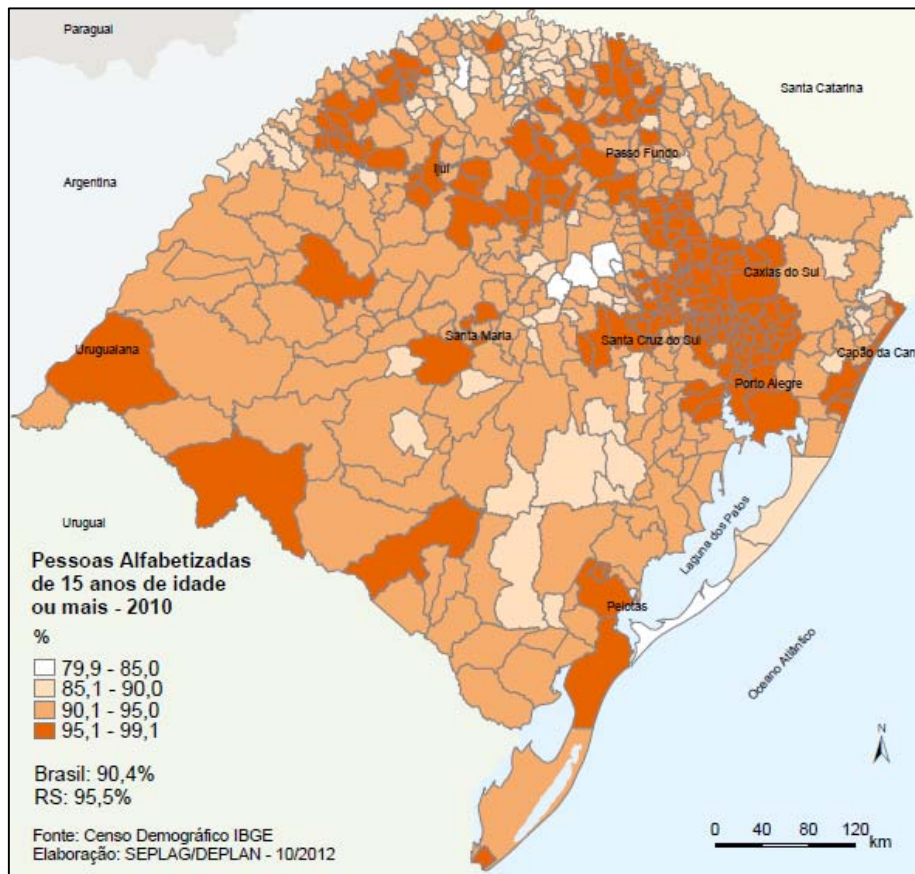 Paraguai
Santa Catarina
Argentina
Passo Fundo
Ijuí
Caxias do Sul
Uruguaiana
Santa Maria
Santa Cruz do Sul
Capão da Can
Porto Alegre
Uruguai
Laguna dos Patos
Pelotas
Oceano Atlântico
Pessoas Alfabetizadas
de 15 anos de idade
ou mais - 2010
%
79,9 - 85,0
85,1 - 90,0
90,1 - 95,0
95,1 - 99,1
Brasil: 90,4%
RS: 95,5%
Fonte: Censo Demográfico IBGE
Elaboração: SEPLAG/DEPLAN - 10/2012
N
0 40 80 120
km